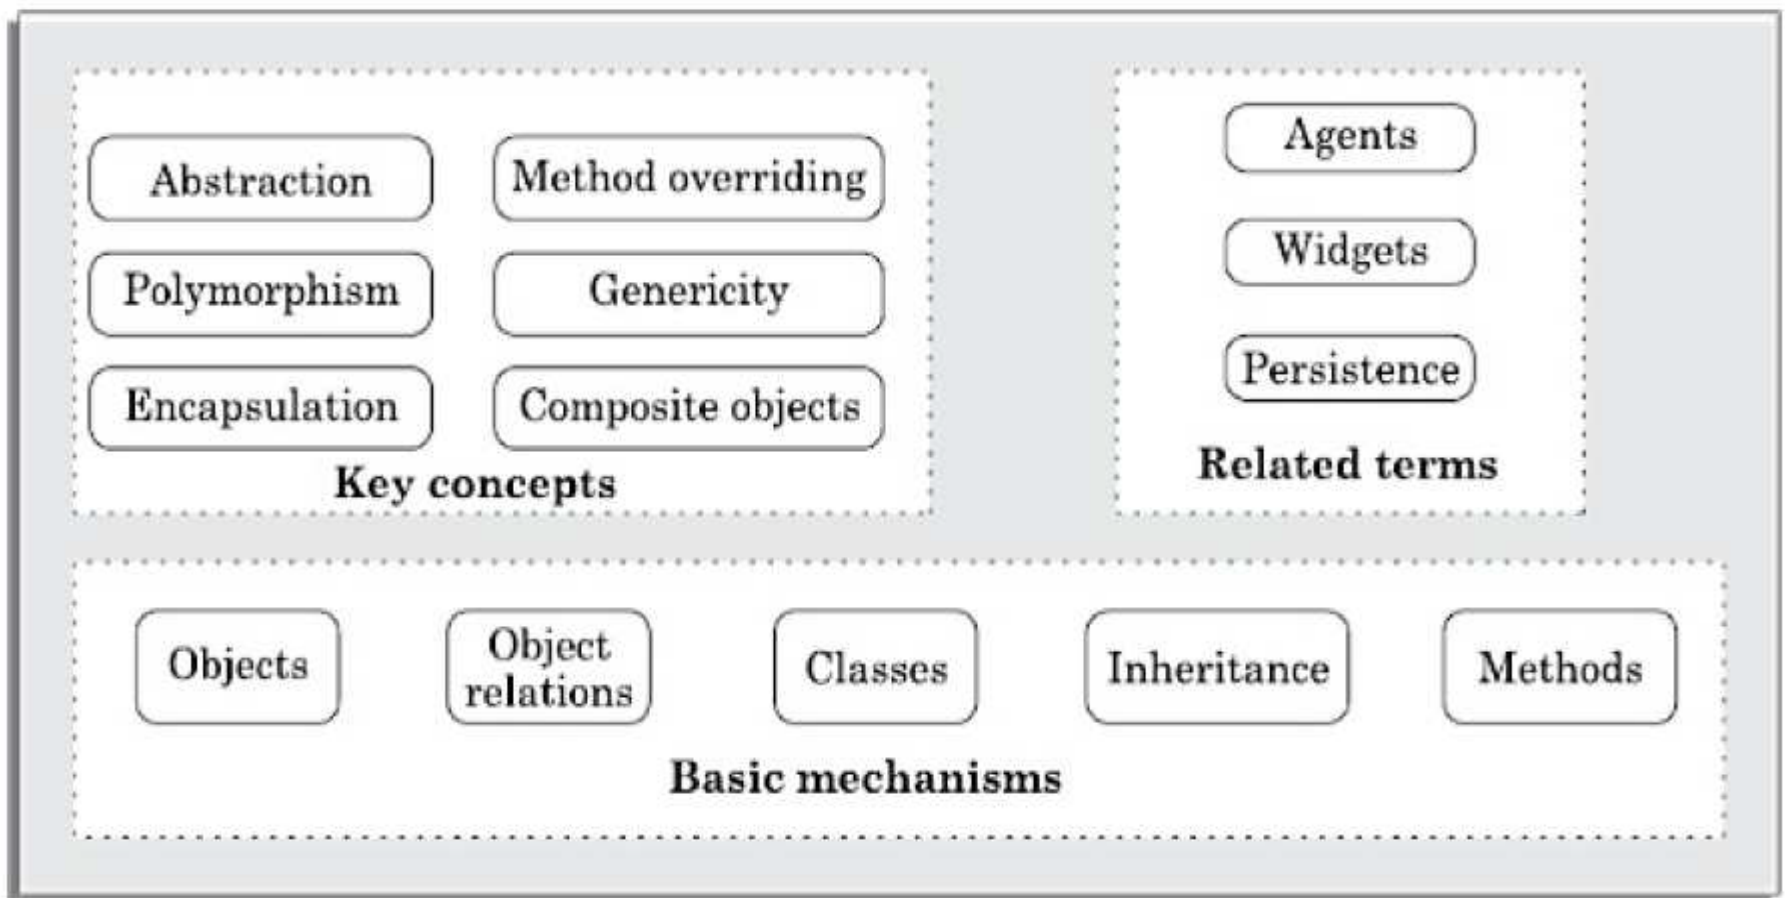 Abstraction
Method overriding
Polymorphism
Genericity
Encapsulation
Composite objects
Key concepts
Agents
Widgets
Persistence
Related terms
Objects
Object
relations
Classes
Inheritance
Methods
Basic mechanisms